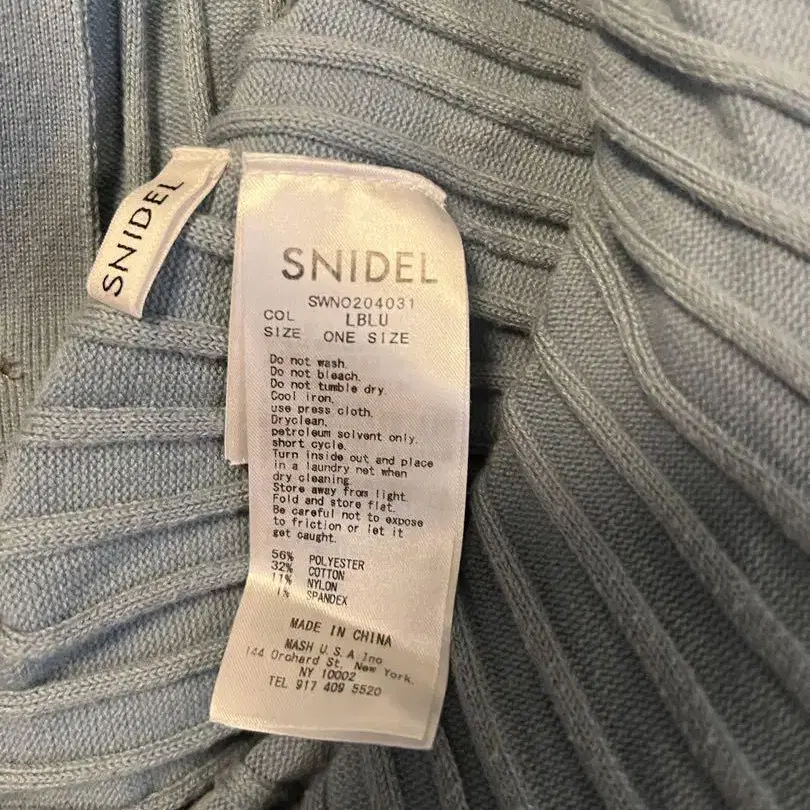 SNIDEL
SNIDEL
SWNO204031
COL LBLU
SIZE ONE SIZE
Do not wash.
Do not bleach.
Do not tumble dry.
Cool iron,
use press cloth.
Dryclean,
petroleum solvent only.
short cycle.
Turn inside out and place
in a laundry net when
dry cleaning.
Store away from light.
Fold and store flat.
Be careful not to expose
to friction or let it
get caught.
56% POLYESTER
32% COTTON
11% NYLON
1% SPANDEX
MADE IN CHINA
MASH U.S.A Inc
144 Orchard St. New York.
NY 10002
TEL 917 409 5520